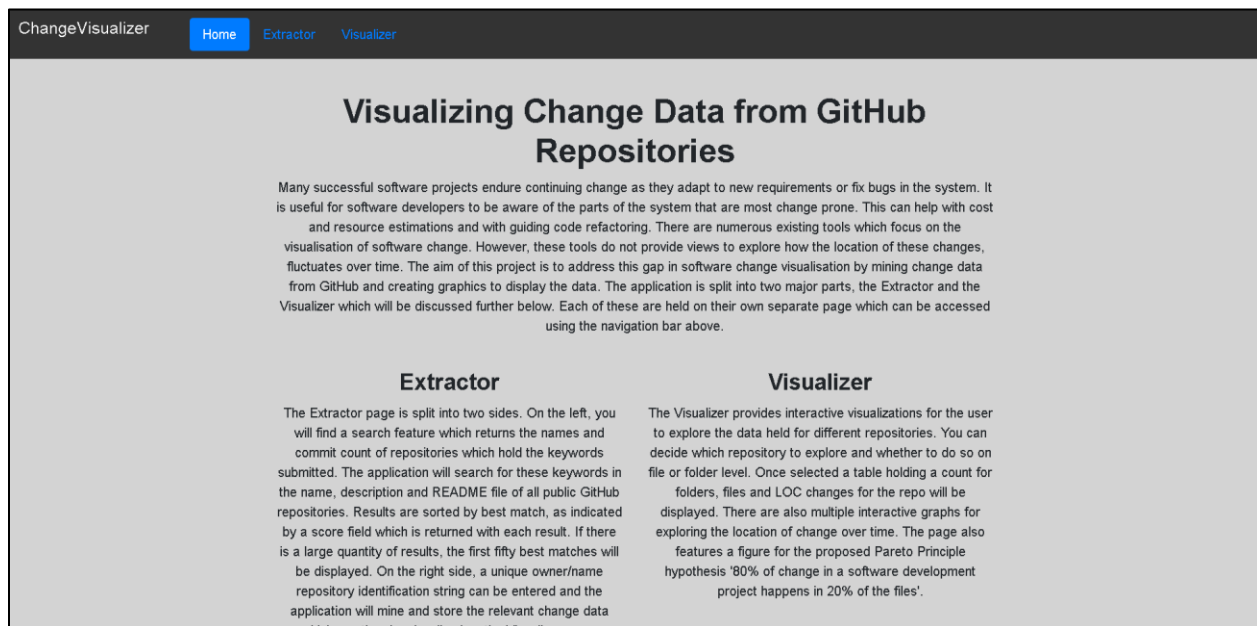 ChangeVisualizer
Home Extractor Visualizer
Visualizing Change Data from GitHub
Repositories
Many successful software projects endure continuing change as they adapt to new requirements or fix bugs in the system. It
is useful for software developers to be aware of the parts of the system that are most change prone. This can help with cost
and resource estimations and with guiding code refactoring. There are numerous existing tools which focus on the
visualisation of software change. However, these tools do not provide views to explore how the location of these changes,
fluctuates over time. The aim of this project is to address this gap in software change visualisation by mining change data
from GitHub and creating graphics to display the data. The application is split into two major parts, the Extractor and the
Visualizer which will be discussed further below. Each of these are held on their own separate page which can be accessed
using the navigation bar above.
Extractor
The Extractor page is split into two sides. On the left, you
will find a search feature which returns the names and
commit count of repositories which hold the keywords
submitted. The application will search for these keywords in
the name, description and README file of all public GitHub
repositories. Results are sorted by best match, as indicated
by a score field which is returned with each result. If there
is a large quantity of results, the first fifty best matches will
be displayed. On the right side, a unique owner/name
repository identification string can be entered and the
application will mine and store the relevant change data
Visualizer
The Visualizer provides interactive visualizations for the user
to explore the data held for different repositories. You can
decide which repository to explore and whether to do so on
file or folder level. Once selected a table holding a count for
folders, files and LOC changes for the repo will be
displayed. There are also multiple interactive graphs for
exploring the location of change over time. The page also
features a figure for the proposed Pareto Principle
hypothesis '80% of change in a software development
project happens in 20% of the files'.